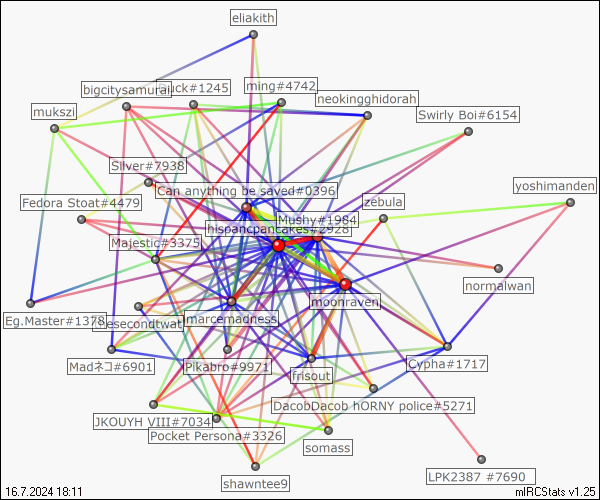 eliakith
bigcitysamurai
uck#1245
ming#4742
neokingghidorah
mukszi
Swirly Boi#6154
Silver#7938
Can anything be saved#0396
yoshimanden
Fedora Stoat#4479
zebula
Mushy#1984
hispanicpancakes#2928
Majestic#3375
normalwan
moonraven
Eg.Master#1378
esecondtwat
marcemadness
Madネコ#6901
Pikabro#9971
frisout
Cypha#1717
DacobDacob hORNY police#5271
JKOUYH VIII#7034
Pocket Persona#3326
somass
shawntee9
LPK2387 #7690
16.7.2024 18:11
mIRCStats v1.25